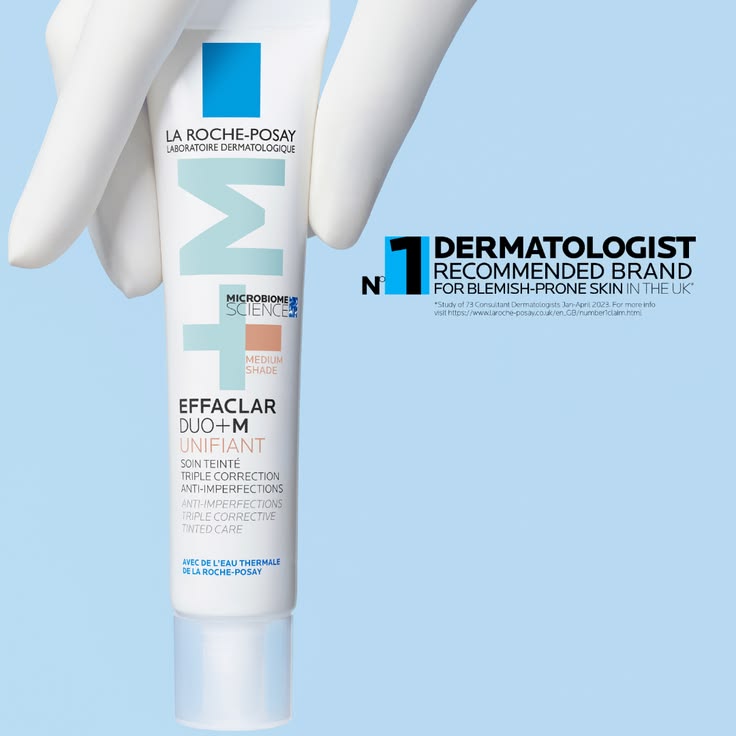 LA ROCHE-POSAY
LABORATOIRE DERMATOLOGIQUE
+M
MICROBIOME
SCIENCE
MEDIUM
SHADE
EFFACLAR
DUO+M
UNIFIANT
SOIN TEINTÉ
TRIPLE CORRECTION
ANTI-IMPERFECTIONS
ANTI-IMPERFECTIONS
TRIPLE CORRECTIVE
TINTED CARE
AVEC DE L'EAU THERMALE
DE LA ROCHE-POSAY
Nº1 DERMATOLOGIST
RECOMMENDED BRAND
FOR BLEMISH-PRONE SKIN IN THE UK*
*Study of 73 Consultant Dermatologists Jan-April 2023. For more info
visit https://www.laroche-posay.co.uk/en_GB/number1claim.html